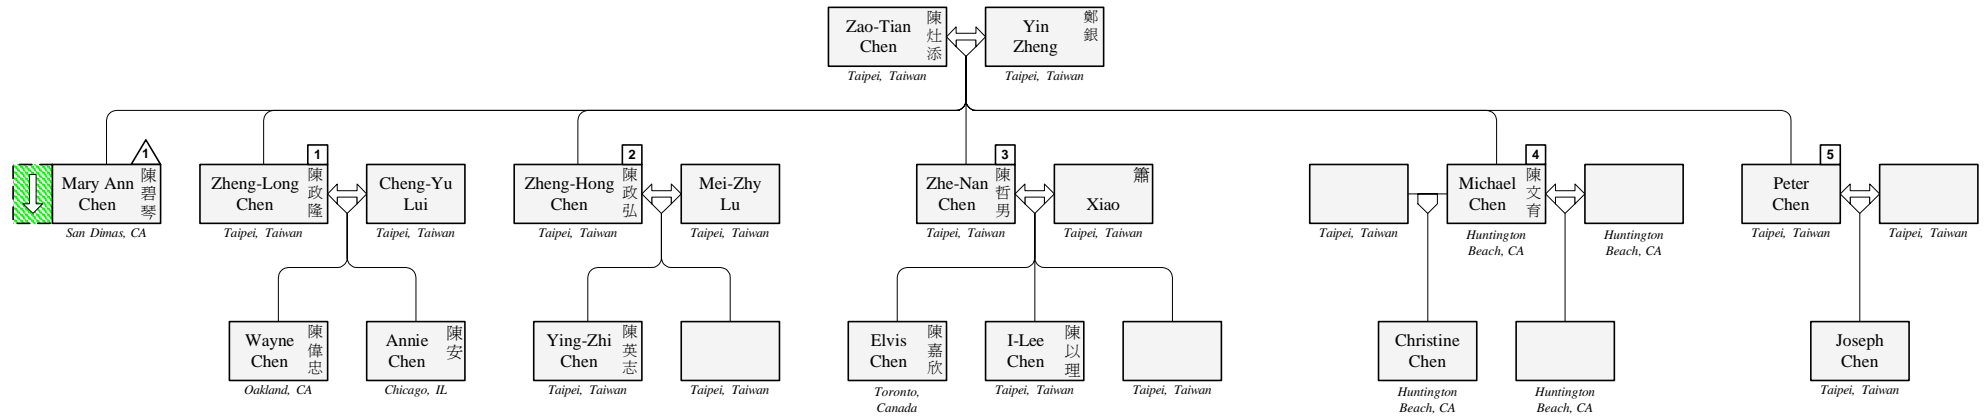 Zao-Tian
Chen
陳灶添
Taipei, Taiwan
Yin
Zheng
鄭銀
Taipei, Taiwan
1
Mary Ann
Chen
陳碧琴
San Dimas, CA
1
Zheng-Long
Chen
陳政隆
Taipei, Taiwan
Cheng-Yu
Lui
Taipei, Taiwan
2
Zheng-Hong
Chen
陳政弘
Taipei, Taiwan
Mei-Zhy
Lu
Taipei, Taiwan
3
Zhe-Nan
Chen
陳哲男
Taipei, Taiwan
簫
Xiao
Taipei, Taiwan
Taipei, Taiwan
4
Michael
Chen
陳文育
Huntington
Beach, CA
Huntington
Beach, CA
5
Peter
Chen
Taipei, Taiwan
Taipei, Taiwan
Wayne
Chen
陳偉忠
Oakland, CA
Annie
Chen
陳安
Chicago, IL
Ying-Zhi
Chen
陳英志
Taipei, Taiwan
Taipei, Taiwan
Elvis
Chen
陳嘉欣
Toronto,
Canada
I-Lee
Chen
陳以理
Taipei, Taiwan
Taipei, Taiwan
Christine
Chen
Huntington
Beach, CA
Huntington
Beach, CA
Joseph
Chen
Taipei, Taiwan